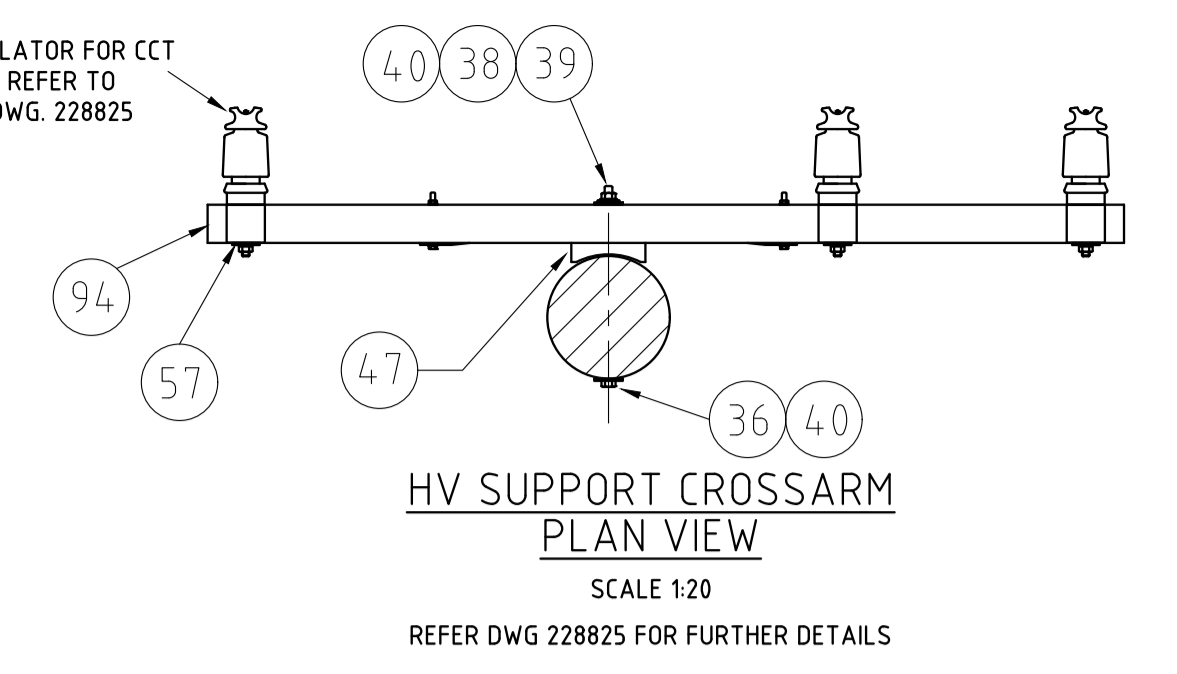 LATOR FOR CCT
REFER TO
DWG. 228825
40 38 39
94
57
47
36 40
HV SUPPORT CROSSARM
PLAN VIEW
SCALE 1:20
REFER DWG 228825 FOR FURTHER DETAILS